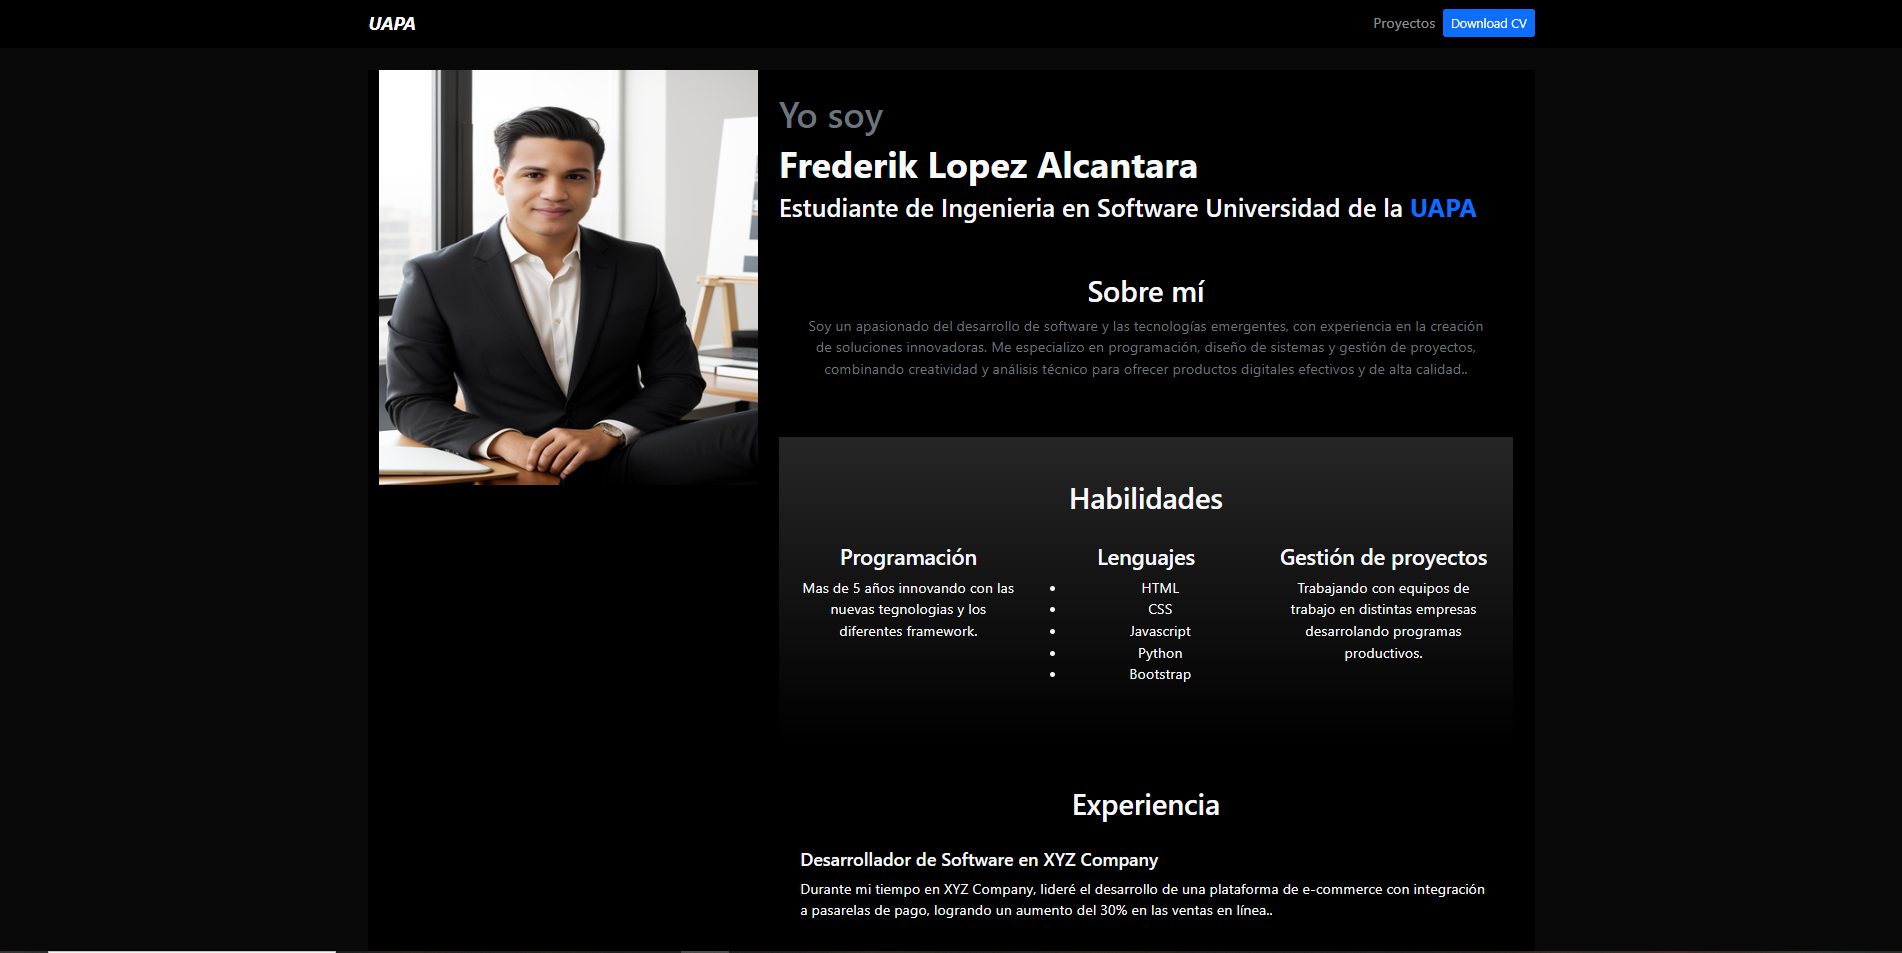 UAPA
Proyectos
Download CV
Yo soy
Frederik Lopez Alcantara
Estudiante de Ingenieria en Software Universidad de la UAPA
Sobre mí
Soy un apasionado del desarrollo de software y las tecnologías emergentes, con experiencia en la creación
de soluciones innovadoras. Me especializo en programación, diseño de sistemas y gestión de proyectos,
combinando creatividad y análisis técnico para ofrecer productos digitales efectivos y de alta calidad..
Habilidades
Programación
Mas de 5 años innovando con las
nuevas tegnologias y los
diferentes framework.
Lenguajes
• HTML
• CSS
• Javascript
• Python
• Bootstrap
Gestión de proyectos
Trabajando con equipos de
trabajo en distintas empresas
desarrolando programas
productivos.
Experiencia
Desarrollador de Software en XYZ Company
Durante mi tiempo en XYZ Company, lideré el desarrollo de una plataforma de e-commerce con integración
a pasarelas de pago, logrando un aumento del 30% en las ventas en línea..